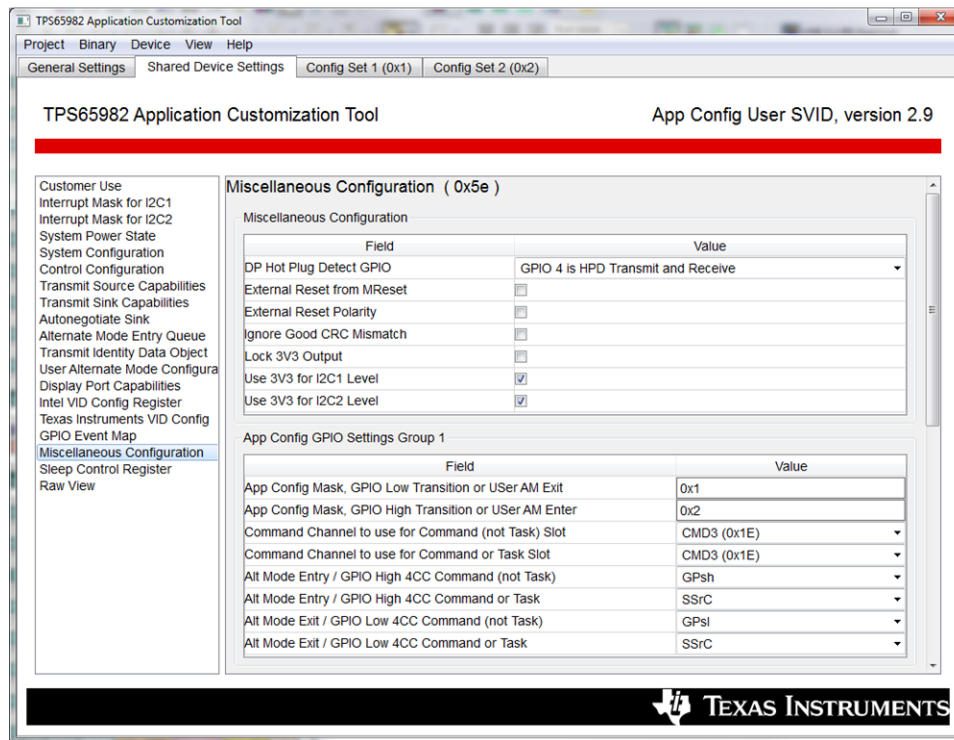 TPS65982 Application Customization Tool
Project Binary Device View Help
General Settings Shared Device Settings Config Set 1 (0x1) Config Set 2 (0x2)
TPS65982 Application Customization Tool App Config User SVID, version 2.9
Customer Use
Interrupt Mask for I2C1
Interrupt Mask for I2C2
System Power State
System Configuration
Control Configuration
Transmit Source Capabilities
Transmit Sink Capabilities
Autonegotiate Sink
Alternate Mode Entry Queue
Transmit Identity Data Object
User Alternate Mode Configura
Display Port Capabilities
Intel VID Config Register
Texas Instruments VID Config
GPIO Event Map
Miscellaneous Configuration
Sleep Control Register
Raw View
Miscellaneous Configuration ( 0x5e )
Miscellaneous Configuration
Field Value
DP Hot Plug Detect GPIO GPIO 4 is HPD Transmit and Receive
External Reset from MReset
External Reset Polarity
Ignore Good CRC Mismatch
Lock 3V3 Output
Use 3V3 for I2C1 Level
Use 3V3 for I2C2 Level
App Config GPIO Settings Group 1
Field Value
App Config Mask, GPIO Low Transition or USer AM Exit 0x1
App Config Mask, GPIO High Transition or USer AM Enter 0x2
Command Channel to use for Command (not Task) Slot CMD3 (0x1E)
Command Channel to use for Command or Task Slot CMD3 (0x1E)
Alt Mode Entry / GPIO High 4CC Command (not Task) GPsh
Alt Mode Entry / GPIO High 4CC Command or Task SSrC
Alt Mode Exit / GPIO Low 4CC Command (not Task) GPsl
Alt Mode Exit / GPIO Low 4CC Command or Task SSrC
TEXAS INSTRUMENTS